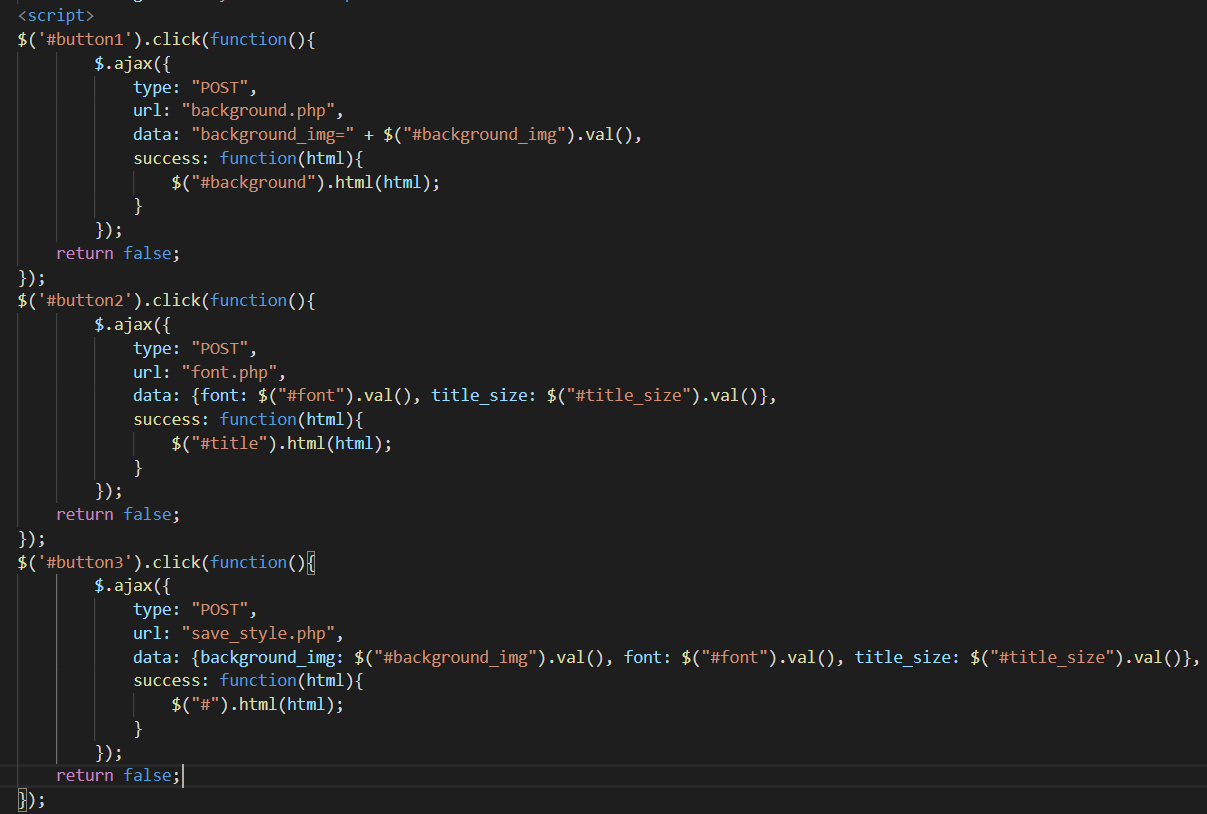 <script>
$('#button1').click(function(){
        $.ajax({
            type: "POST",
            url: "background.php",
            data: "background_img=" + $("#background_img").val(),
            success: function(html){
                $("#background").html(html);
            }
        });
    return false;
});
$('#button2').click(function(){
        $.ajax({
            type: "POST",
            url: "font.php",
            data: {font: $("#font").val(), title_size: $("#title_size").val()},
            success: function(html){
                $("#title").html(html);
            }
        });
    return false;
});
$('#button3').click(function(){
        $.ajax({
            type: "POST",
            url: "save_style.php",
            data: {background_img: $("#background_img").val(), font: $("#font").val(), title_size: $("#title_size").val()},
            success: function(html){
                $("#").html(html);
            }
        });
    return false;
});